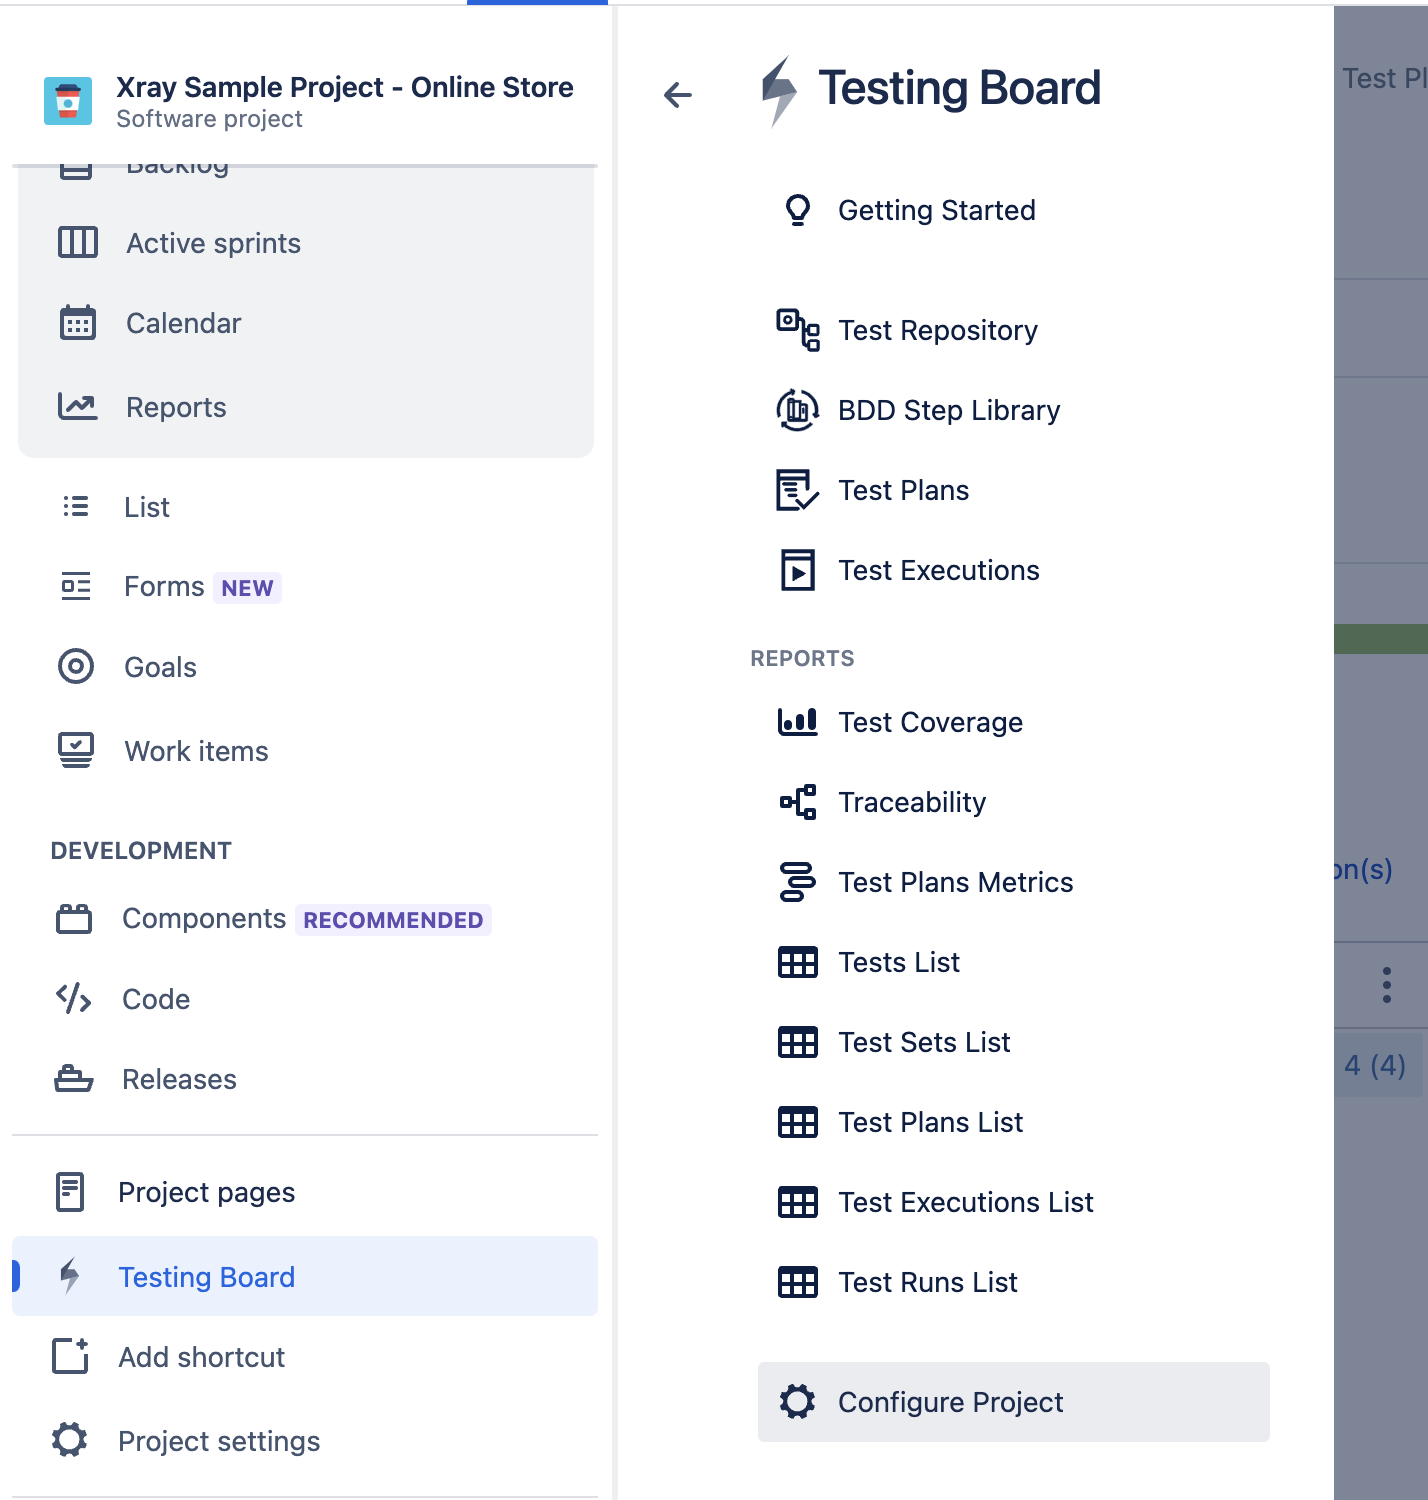 Xray Sample Project - Online Store
Software project
Backlog
Active sprints
Calendar
Reports
List
Forms NEW
Goals
Work items
DEVELOPMENT
Components RECOMMENDED
Code
Releases
Project pages
Testing Board
Add shortcut
Project settings
Testing Board
Getting Started
Test Repository
BDD Step Library
Test Plans
Test Executions
REPORTS
Test Coverage
Traceability
Test Plans Metrics
Tests List
Test Sets List
Test Plans List
Test Executions List
Test Runs List
Configure Project
Test Pl
on(s)
4 (4)